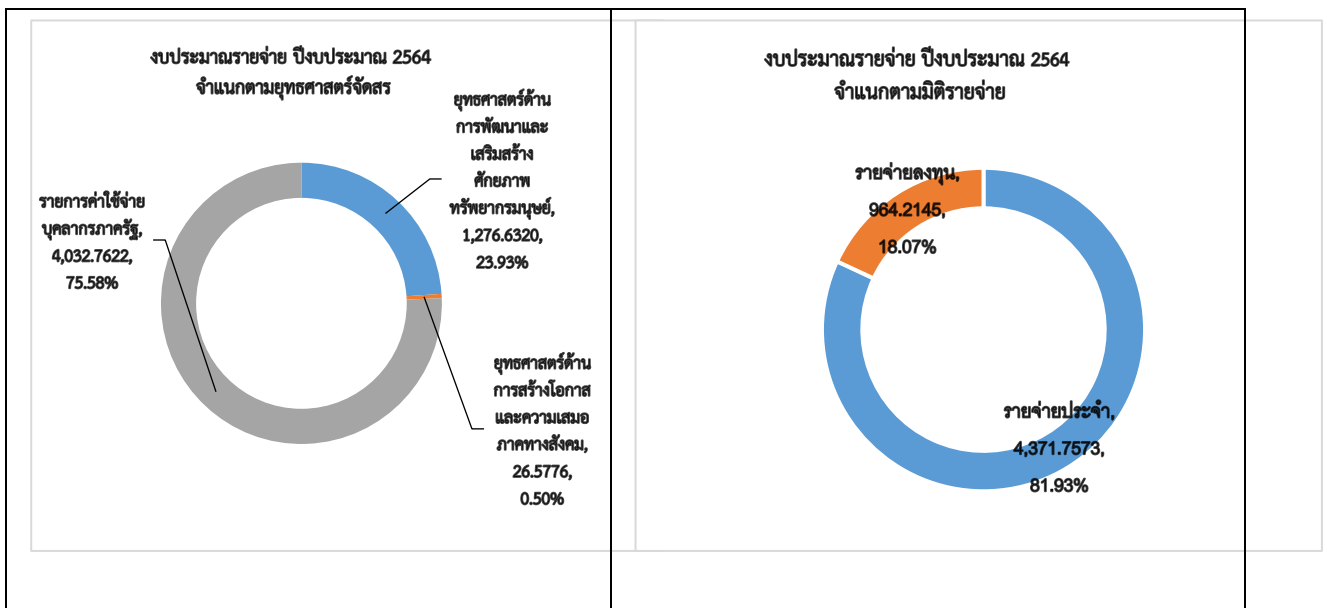 งบประมาณรายจ่าย ปีงบประมาณ 2564
จำแนกตามยุทธศาสตร์จัดสร
ยุทธศาสตร์ด้าน
การพัฒนาและ
เสริมสร้าง
ศักยภาพ
ทรัพยากรมนุษย์,
1,276.6320,
23.93%
รายการค่าใช้จ่าย
บุคลากรภาครัฐ,
4,032.7622,
75.58%
ยุทธศาสตร์ด้าน
การสร้างโอกาส
และความเสมอ
ภาคทางสังคม,
26.5776,
0.50%
งบประมาณรายจ่าย ปีงบประมาณ 2564
จำแนกตามมิติรายจ่าย
รายจ่ายลงทุน,
964.2145,
18.07%
รายจ่ายประจำ,
4,371.7573,
81.93%